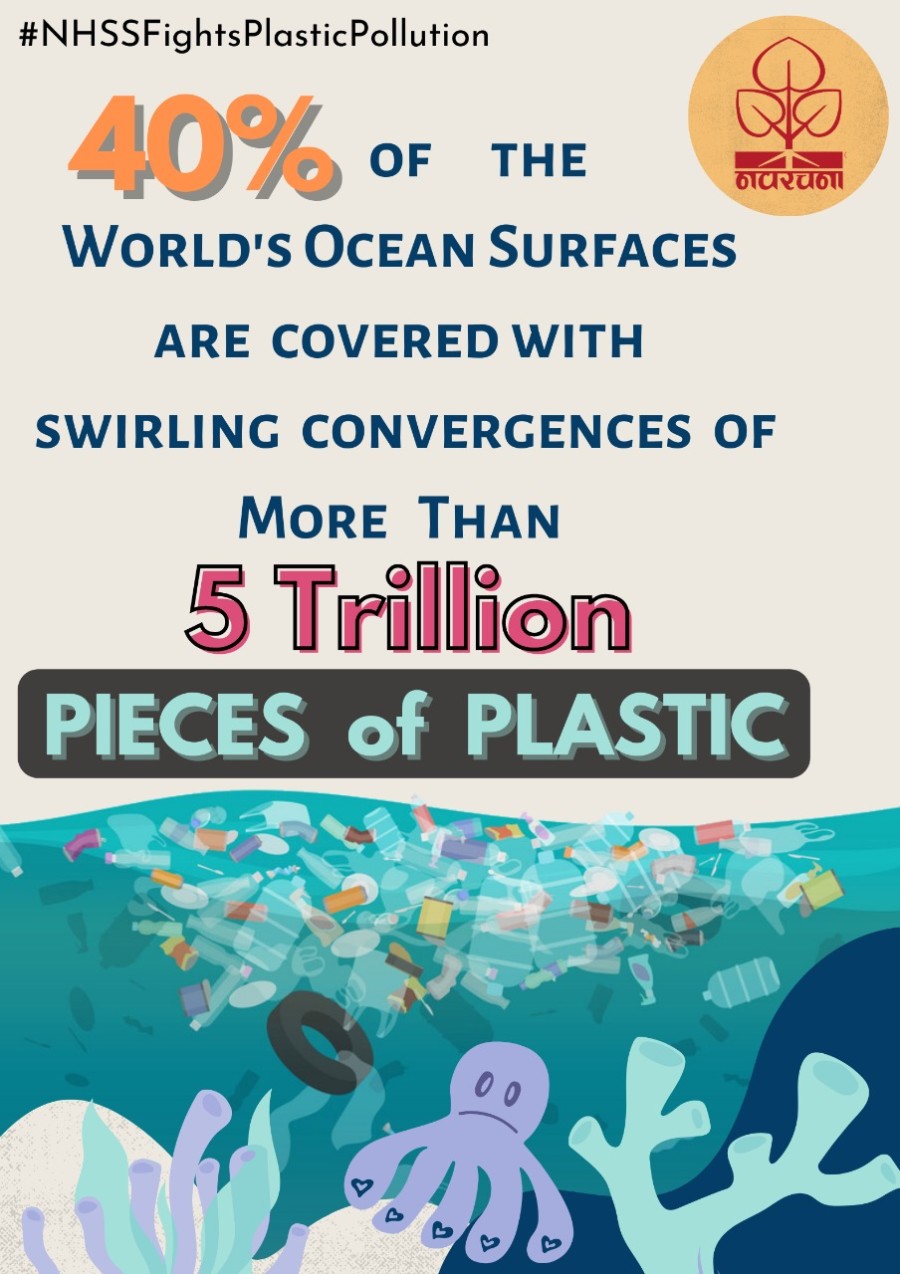 #NHSSFightsPlasticPollution
40% OF THE
WORLD'S OCEAN SURFACES
ARE COVERED WITH
SWIRLING CONVERGENCES OF
MORE THAN
5 Trillion
PIECES of PLASTIC
नवरचना